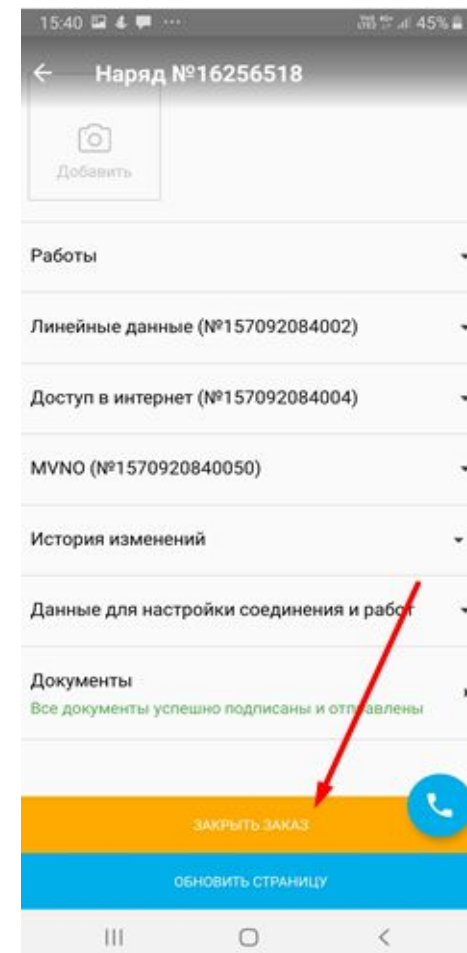 15:40 ... 45%
Наряд №16256518
Добавить
Работы
Линейные данные (№157092084002)
Доступ в интернет (№157092084004)
MVNO (№1570920840050)
История изменений
Данные для настройки соединения и работ
Документы
Все документы успешно подписаны и отправлены
ЗАКРЫТЬ ЗАКАЗ
ОБНОВИТЬ СТРАНИЦУ